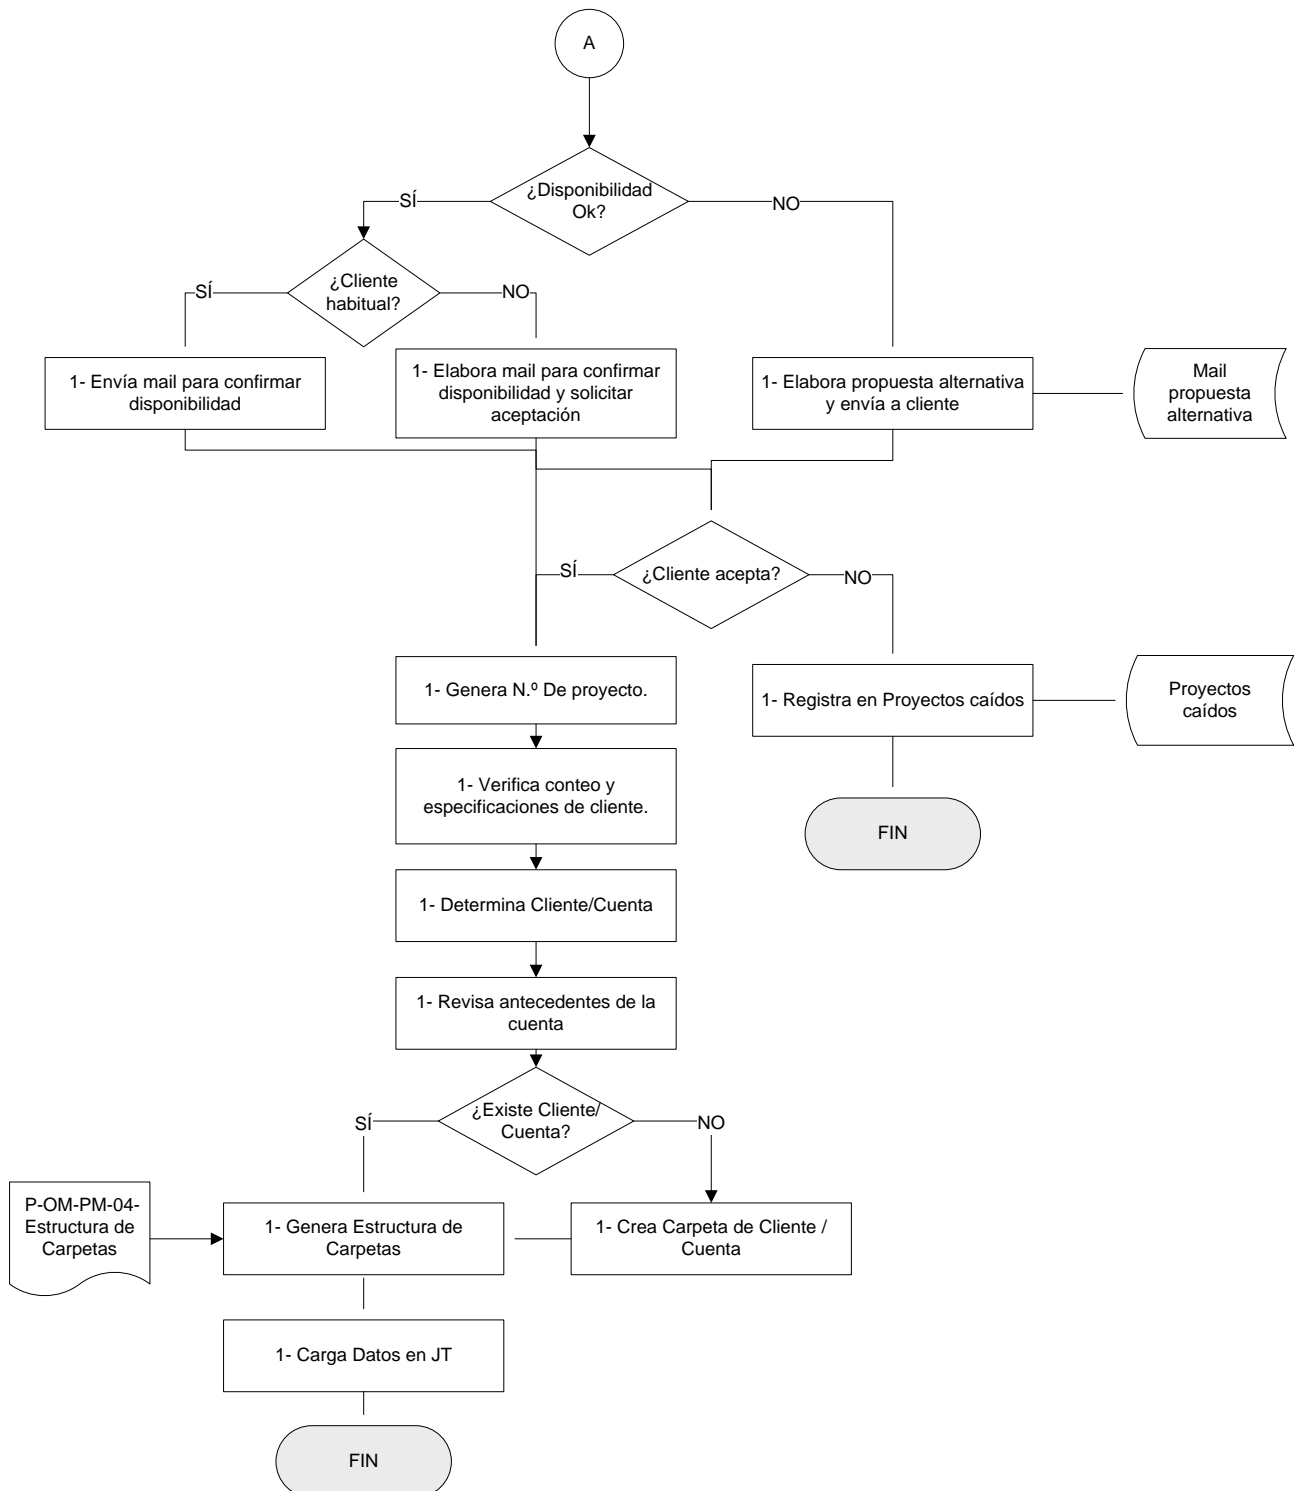 A
¿Disponibilidad
Ok?
SÍ
NO
¿Cliente
habitual?
SÍ
NO
1- Envía mail para confirmar
disponibilidad
1- Elabora mail para confirmar
disponibilidad y solicitar
aceptación
1- Elabora propuesta alternativa
y envía a cliente
Mail
propuesta
alternativa
¿Cliente acepta?
SÍ
NO
1- Genera N.º De proyecto.
1- Registra en Proyectos caídos
Proyectos
caídos
1- Verifica conteo y
especificaciones de cliente.
FIN
1- Determina Cliente/Cuenta
1- Revisa antecedentes de la
cuenta
¿Existe Cliente/
Cuenta?
SÍ
NO
P-OM-PM-04-
Estructura de
Carpetas
1- Genera Estructura de
Carpetas
1- Crea Carpeta de Cliente /
Cuenta
1- Carga Datos en JT
FIN